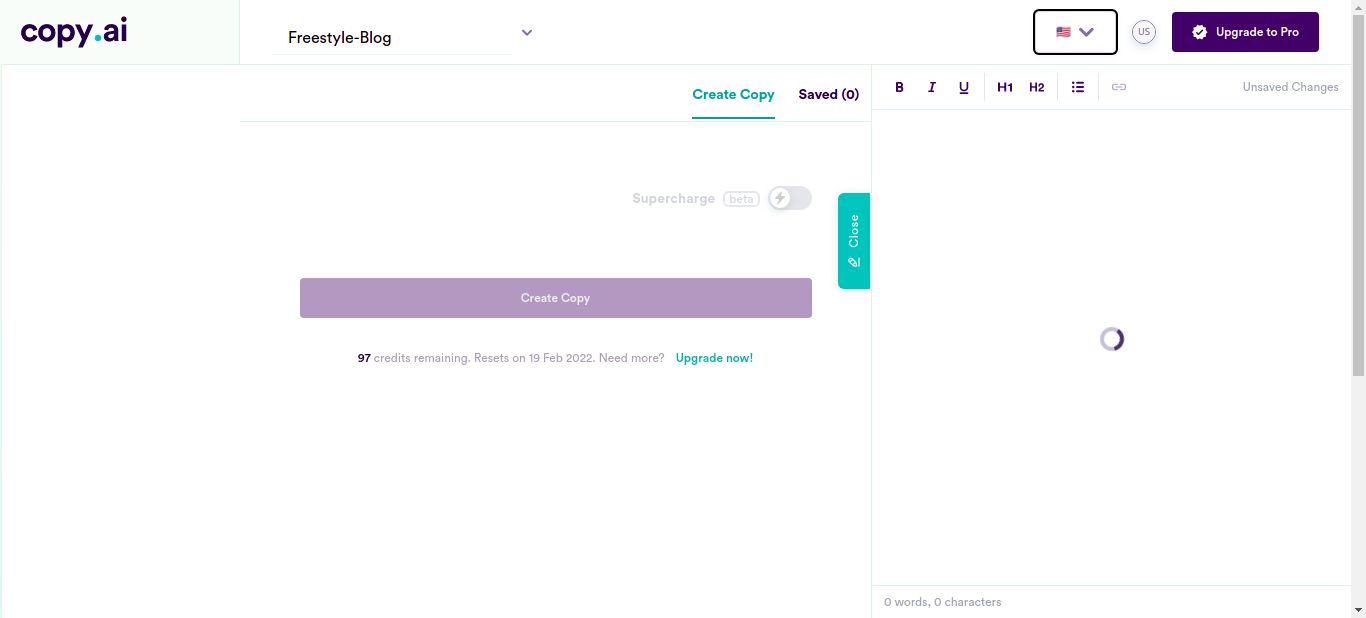 copy.ai
Freestyle-Blog
US
Upgrade to Pro
Create Copy
Saved (0)
B I U H1 H2
Unsaved Changes
Supercharge beta
Close
Create Copy
97 credits remaining. Resets on 19 Feb 2022. Need more? Upgrade now!
0 words, 0 characters